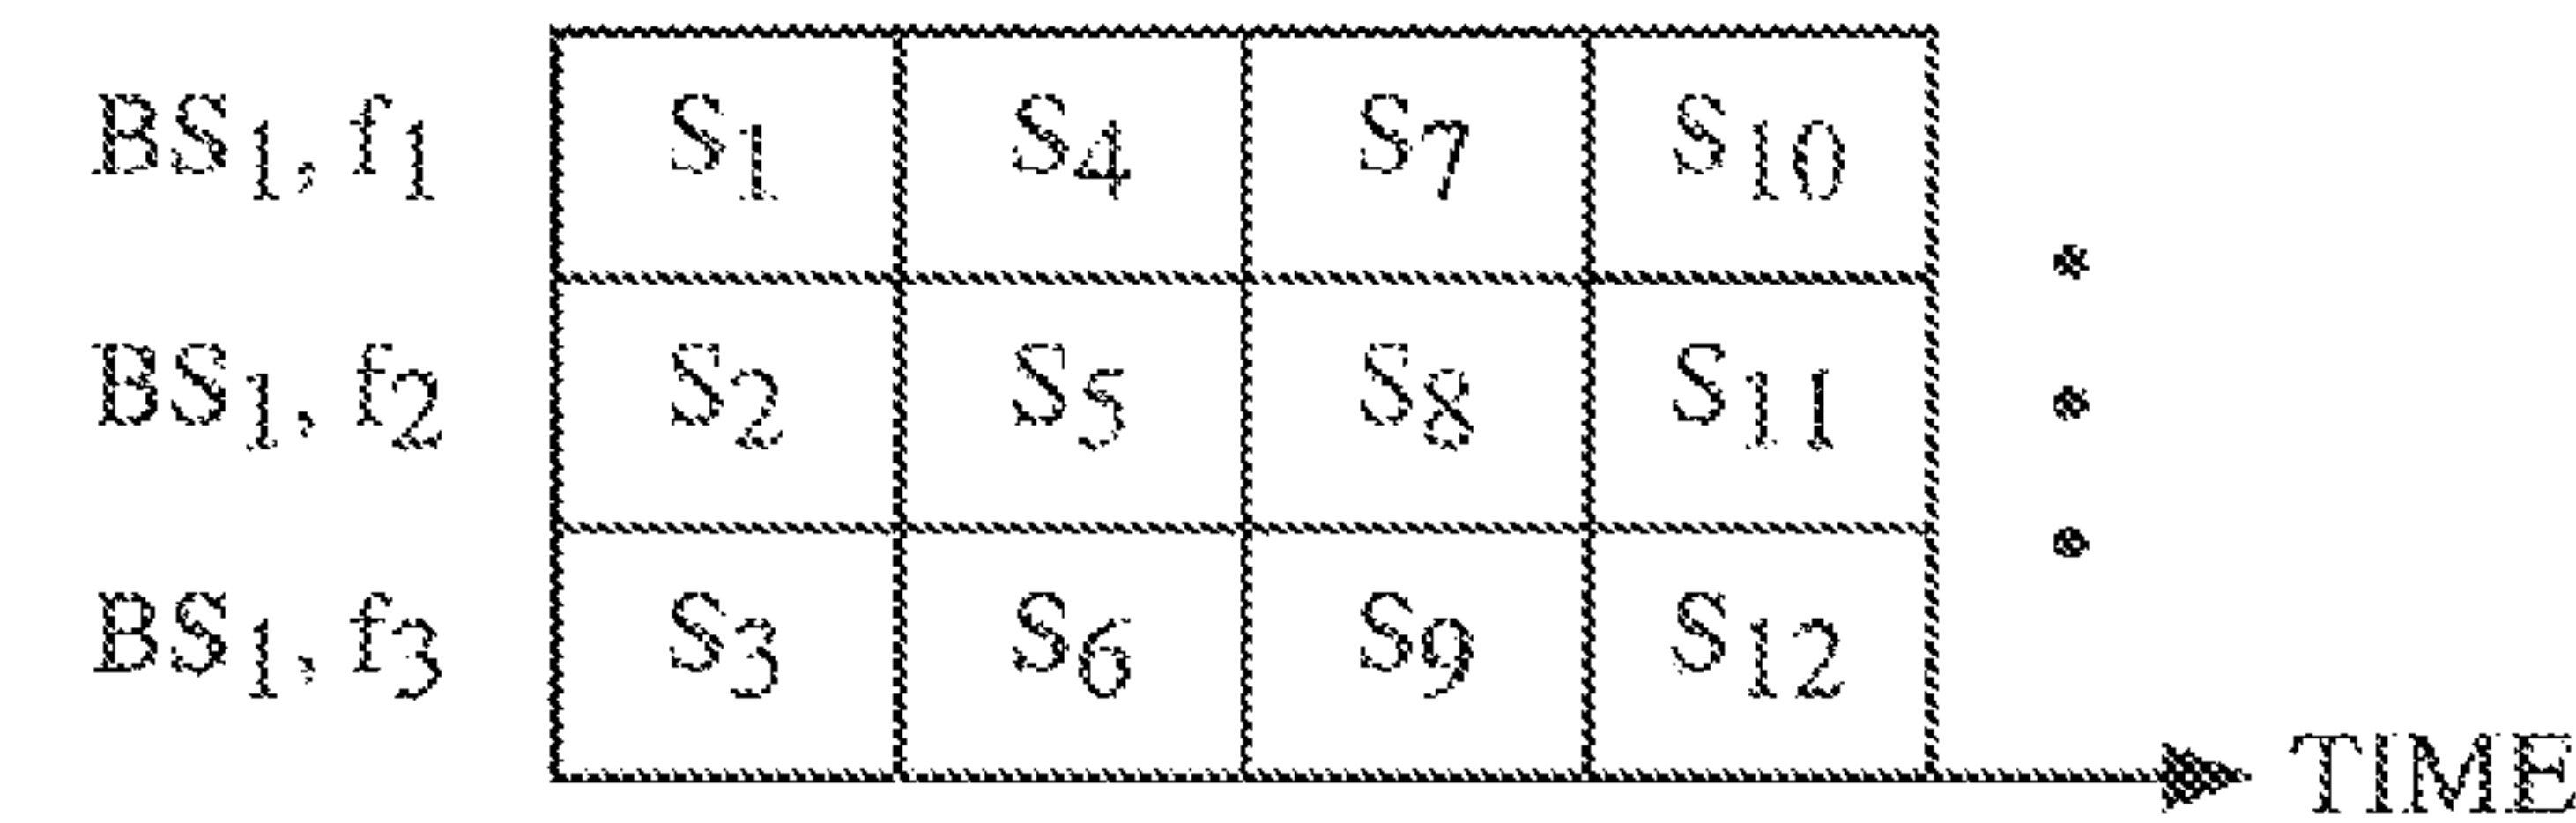 BS1, f1 S1 S4 S7 S10
BS1, f2 S2 S5 S8 S11
BS1, f3 S3 S6 S9 S12
TIME